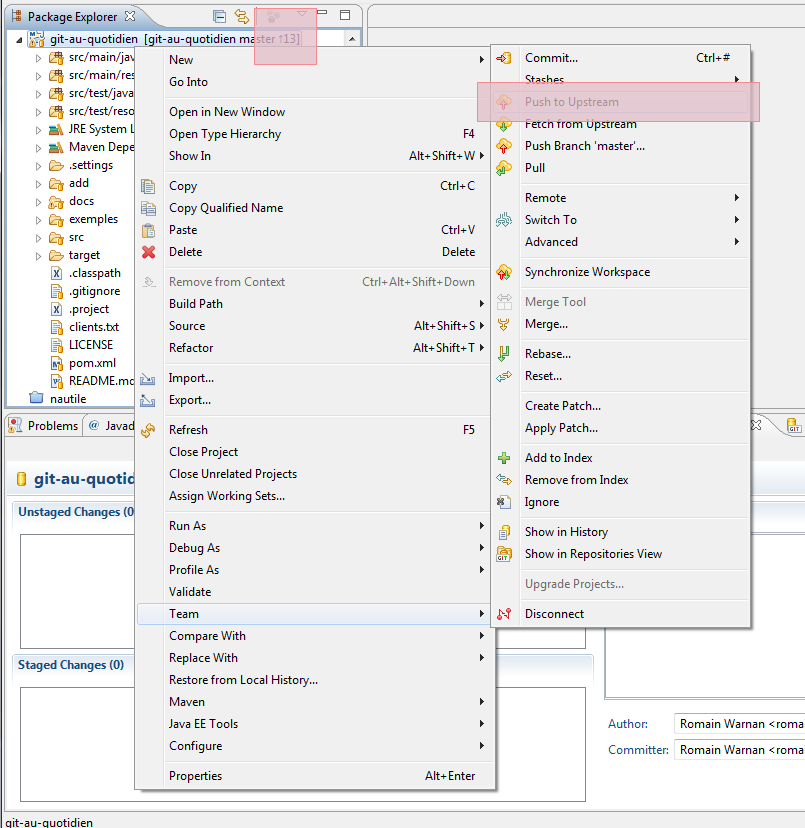 Package Explorer
git-au-quotidien [git-au-quotidien master ↑13]
src/main/jav
src/main/res
src/test/java
src/test/reso
JRE System L
Maven Depe
.settings
add
docs
exemples
src
target
.classpath
.gitignore
.project
clients.txt
LICENSE
pom.xml
README.md
nautile
New
Go Into
Open in New Window
Open Type Hierarchy F4
Show In Alt+Shift+W
Copy Ctrl+C
Copy Qualified Name
Paste Ctrl+V
Delete Delete
Remove from Context Ctrl+Alt+Shift+Down
Build Path
Source Alt+Shift+S
Refactor Alt+Shift+T
Import...
Export...
Refresh F5
Close Project
Close Unrelated Projects
Assign Working Sets...
Run As
Debug As
Profile As
Validate
Team
Compare With
Replace With
Restore from Local History...
Maven
Java EE Tools
Configure
Properties Alt+Enter
Commit... Ctrl+#
Stashes
Push to Upstream
Fetch from Upstream
Push Branch 'master'...
Pull
Remote
Switch To
Advanced
Synchronize Workspace
Merge Tool
Merge...
Rebase...
Reset...
Create Patch...
Apply Patch...
Add to Index
Remove from Index
Ignore
Show in History
GIT Show in Repositories View
Upgrade Projects...
Disconnect
Problems @ Javad
GIT
git-au-quotid
Unstaged Changes (0
Staged Changes (0)
Author: Romain Warnan <roma
Committer: Romain Warnan <roma
git-au-quotidien